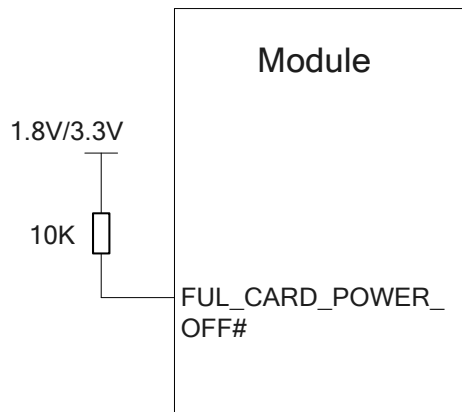 Module
1.8V/3.3V
10K
FUL_CARD_POWER_
OFF#